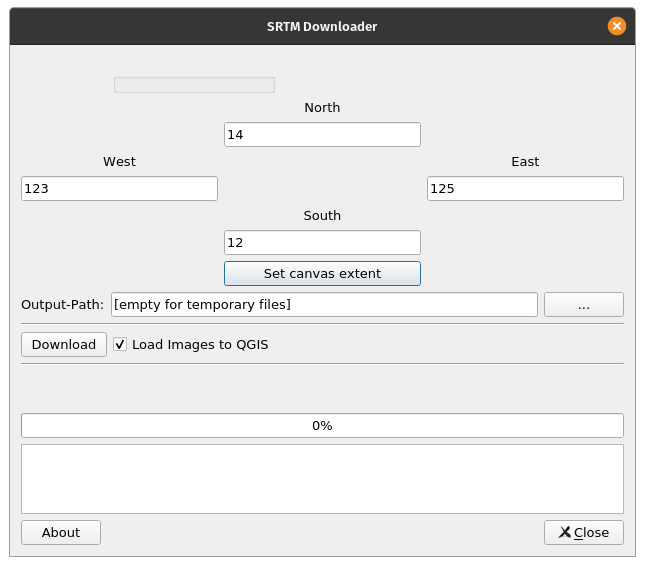 SRTM Downloader
North
14
West East
123 125
South
12
Set canvas extent
Output-Path: [empty for temporary files] ...
Download Load Images to QGIS
0%
About Close